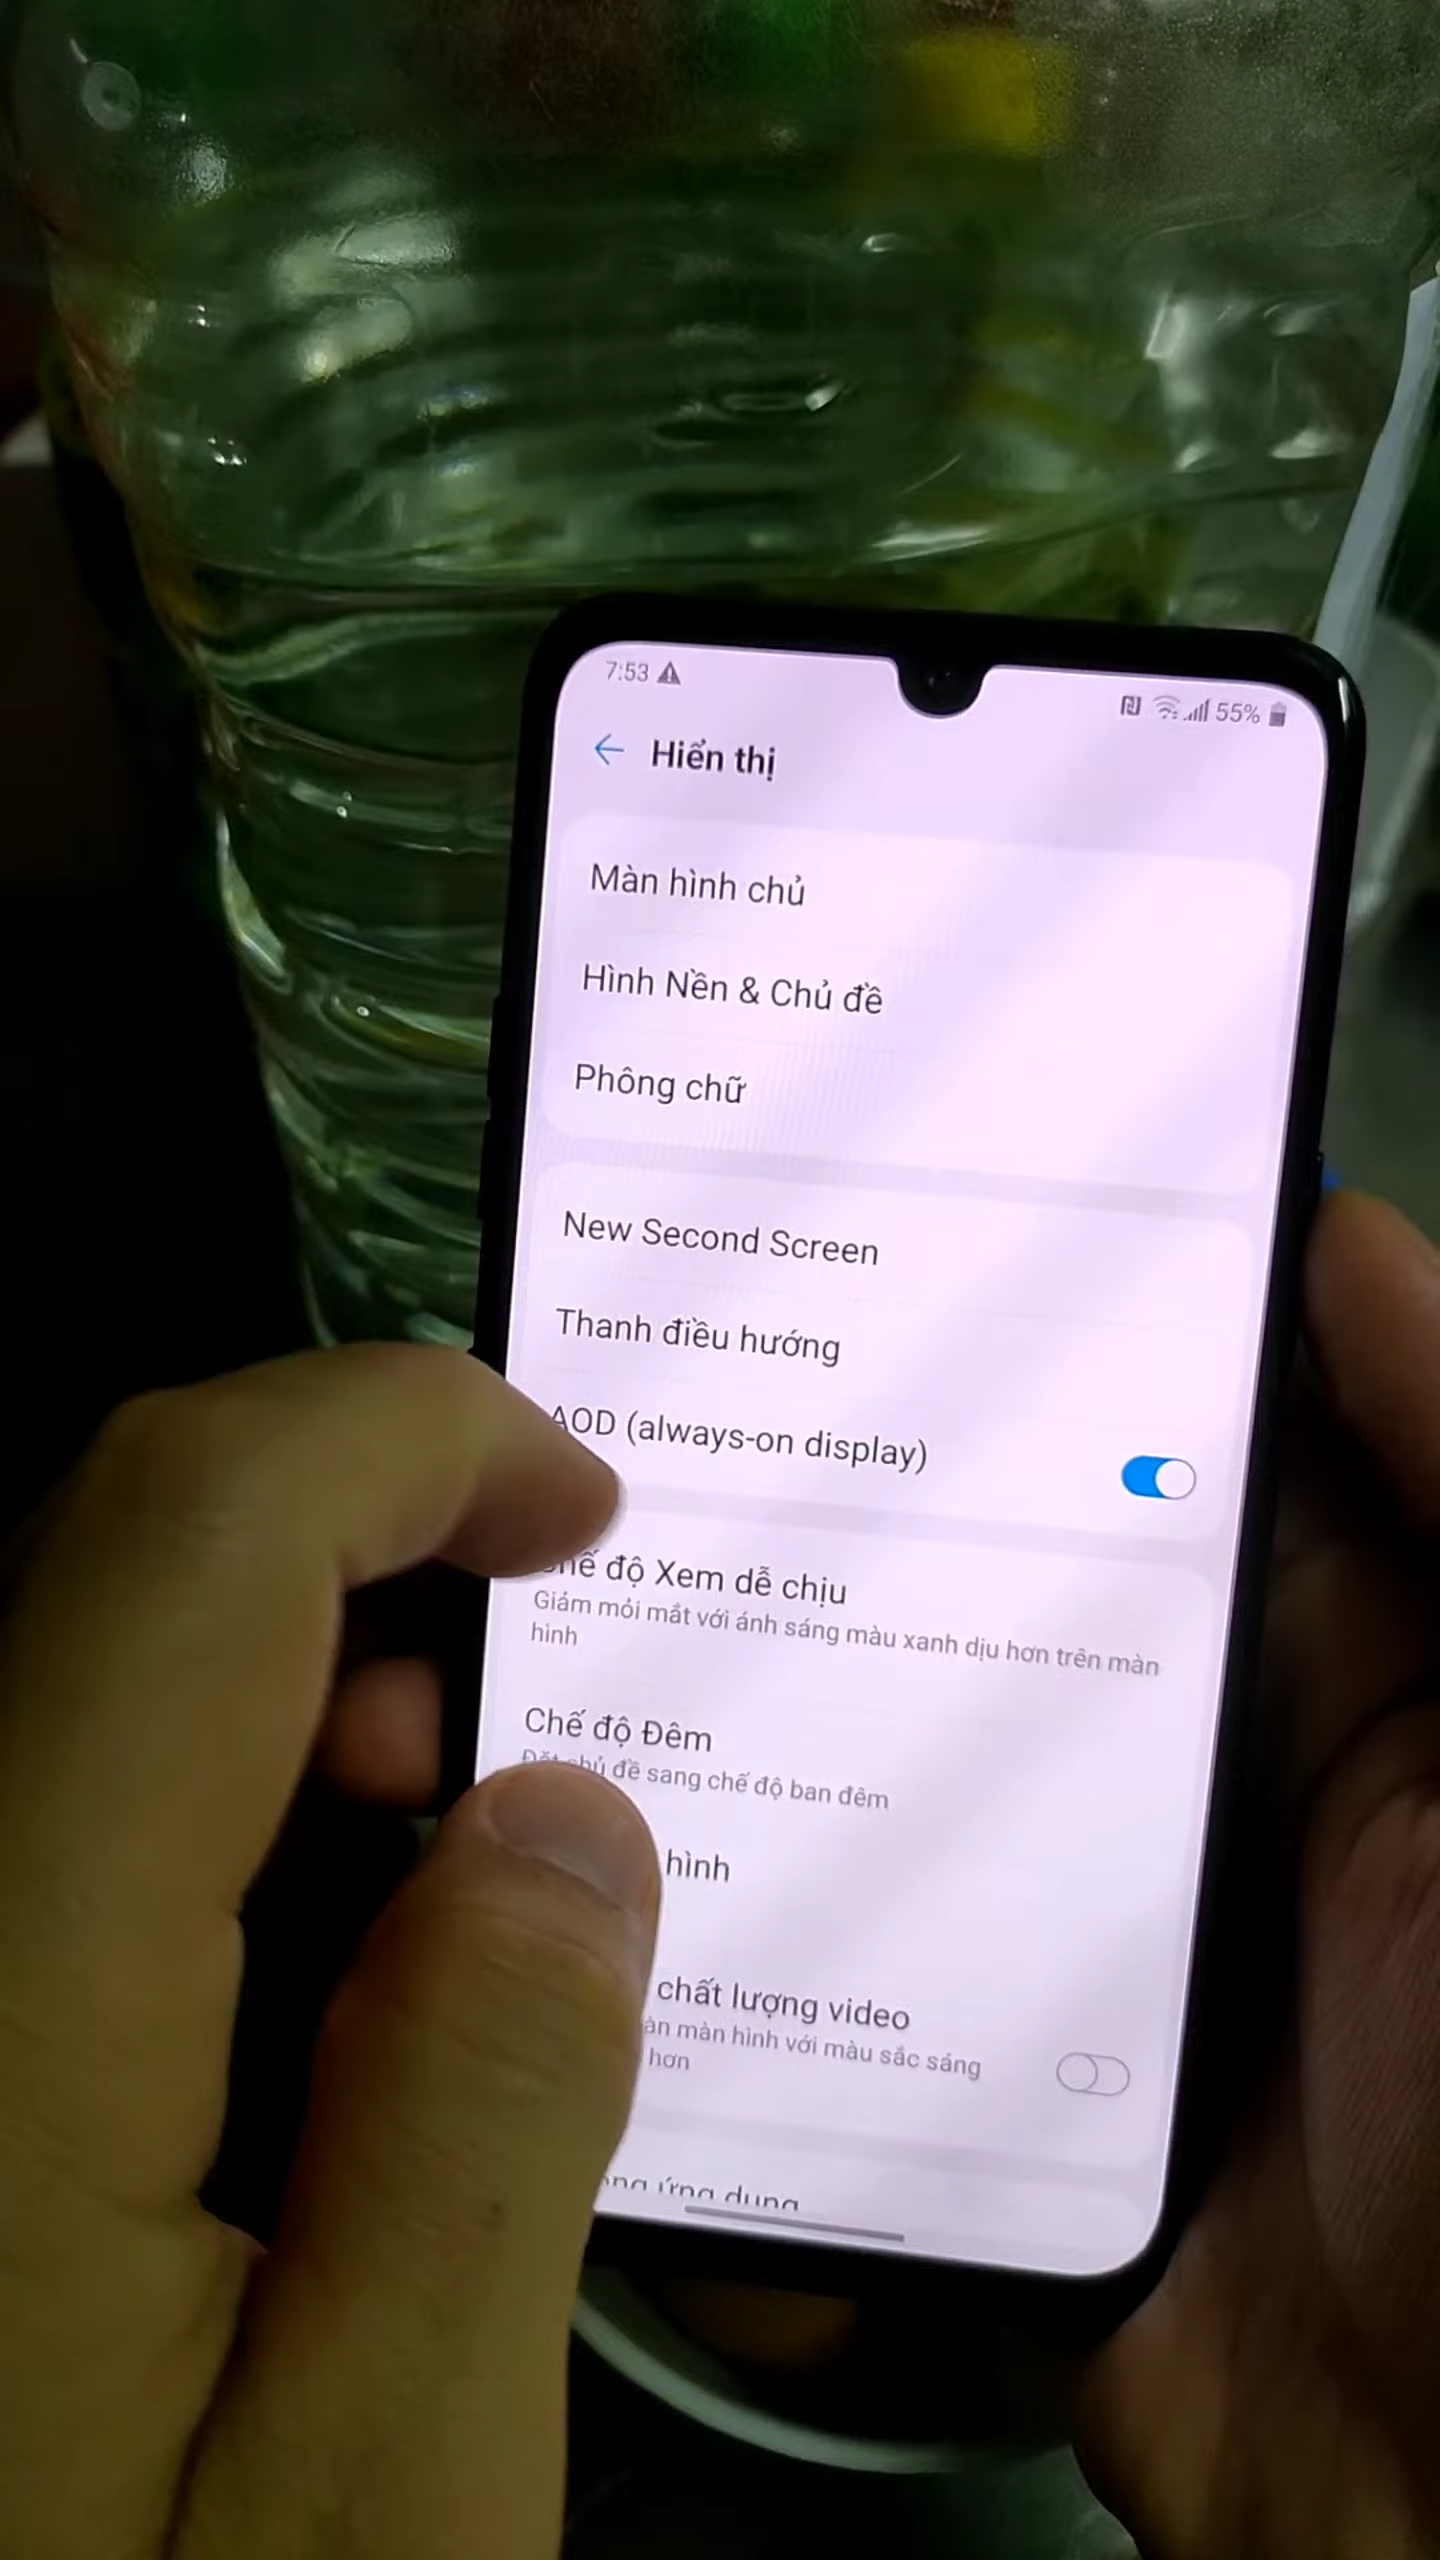 7:53
55%
Hiển thị
Màn hình chủ
Hình Nền & Chủ đề
Phông chữ
New Second Screen
Thanh điều hướng
AOD (always-on display)
độ Xem dễ chịu
Giảm mỏi mắt với ánh sáng màu xanh dịu hơn trên màn
hình
Chế độ Đêm
đề sang chế độ ban đêm
hình
chất lượng video
màn hình với màu sắc sáng
hơn
ứng dụng